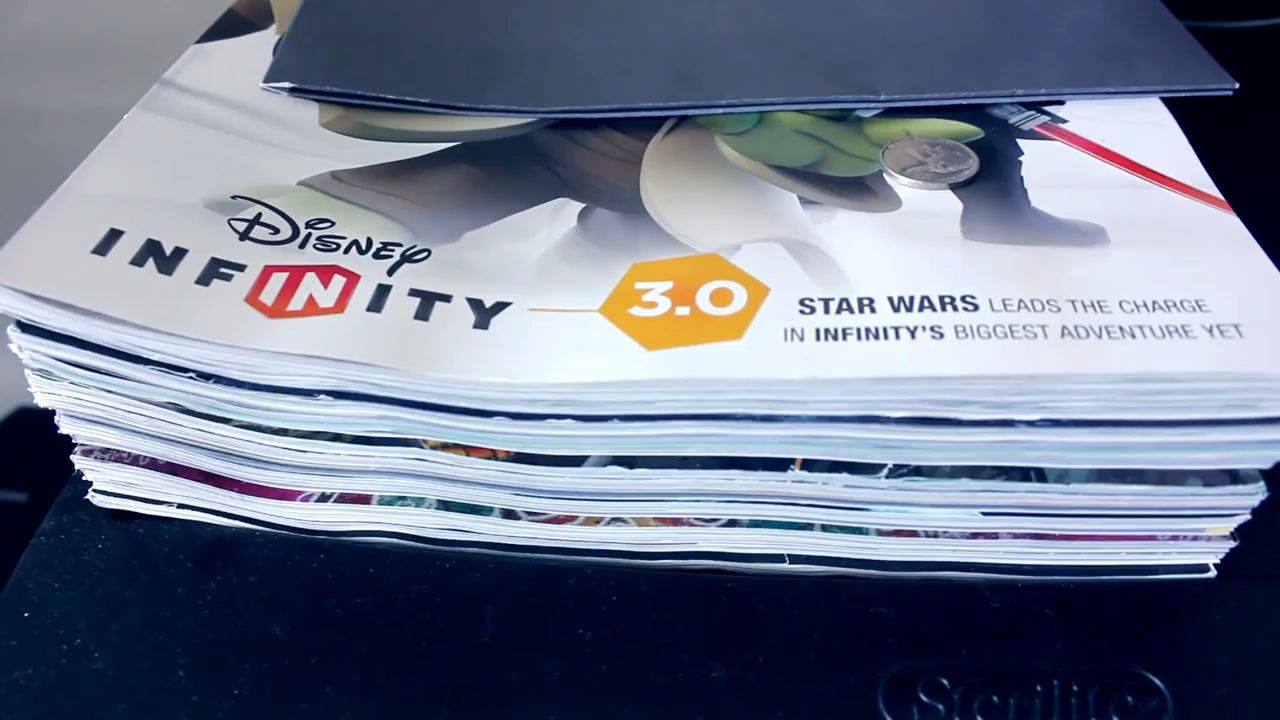 Disney
INFINITY
3.0
STAR WARS LEADS THE CHARGE
IN INFINITY'S BIGGEST ADVENTURE YET
Sterilite